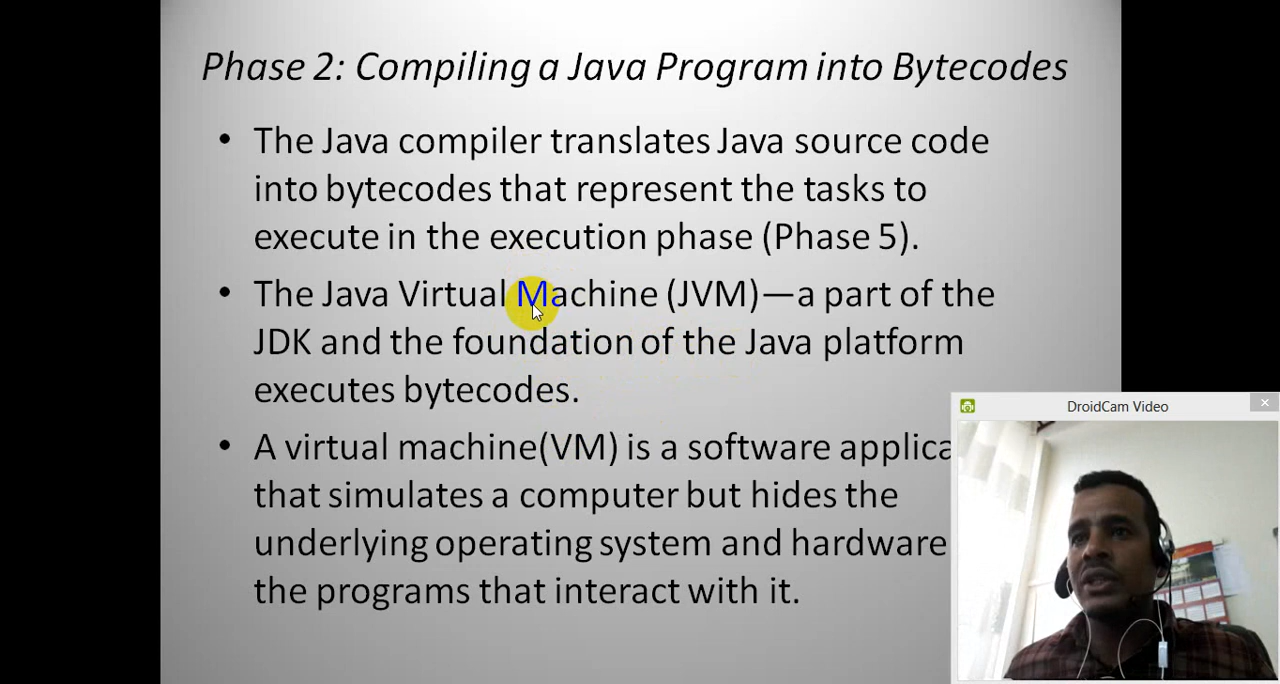 Phase 2: Compiling a Java Program into Bytecodes
• The Java compiler translates Java source code
into bytecodes that represent the tasks to
execute in the execution phase (Phase 5).
• The Java Virtual Machine (JVM)—a part of the
JDK and the foundation of the Java platform
executes bytecodes.
DroidCam Video
• A virtual machine(VM) is a software applica
that simulates a computer but hides the
underlying operating system and hardware
the programs that interact with it.